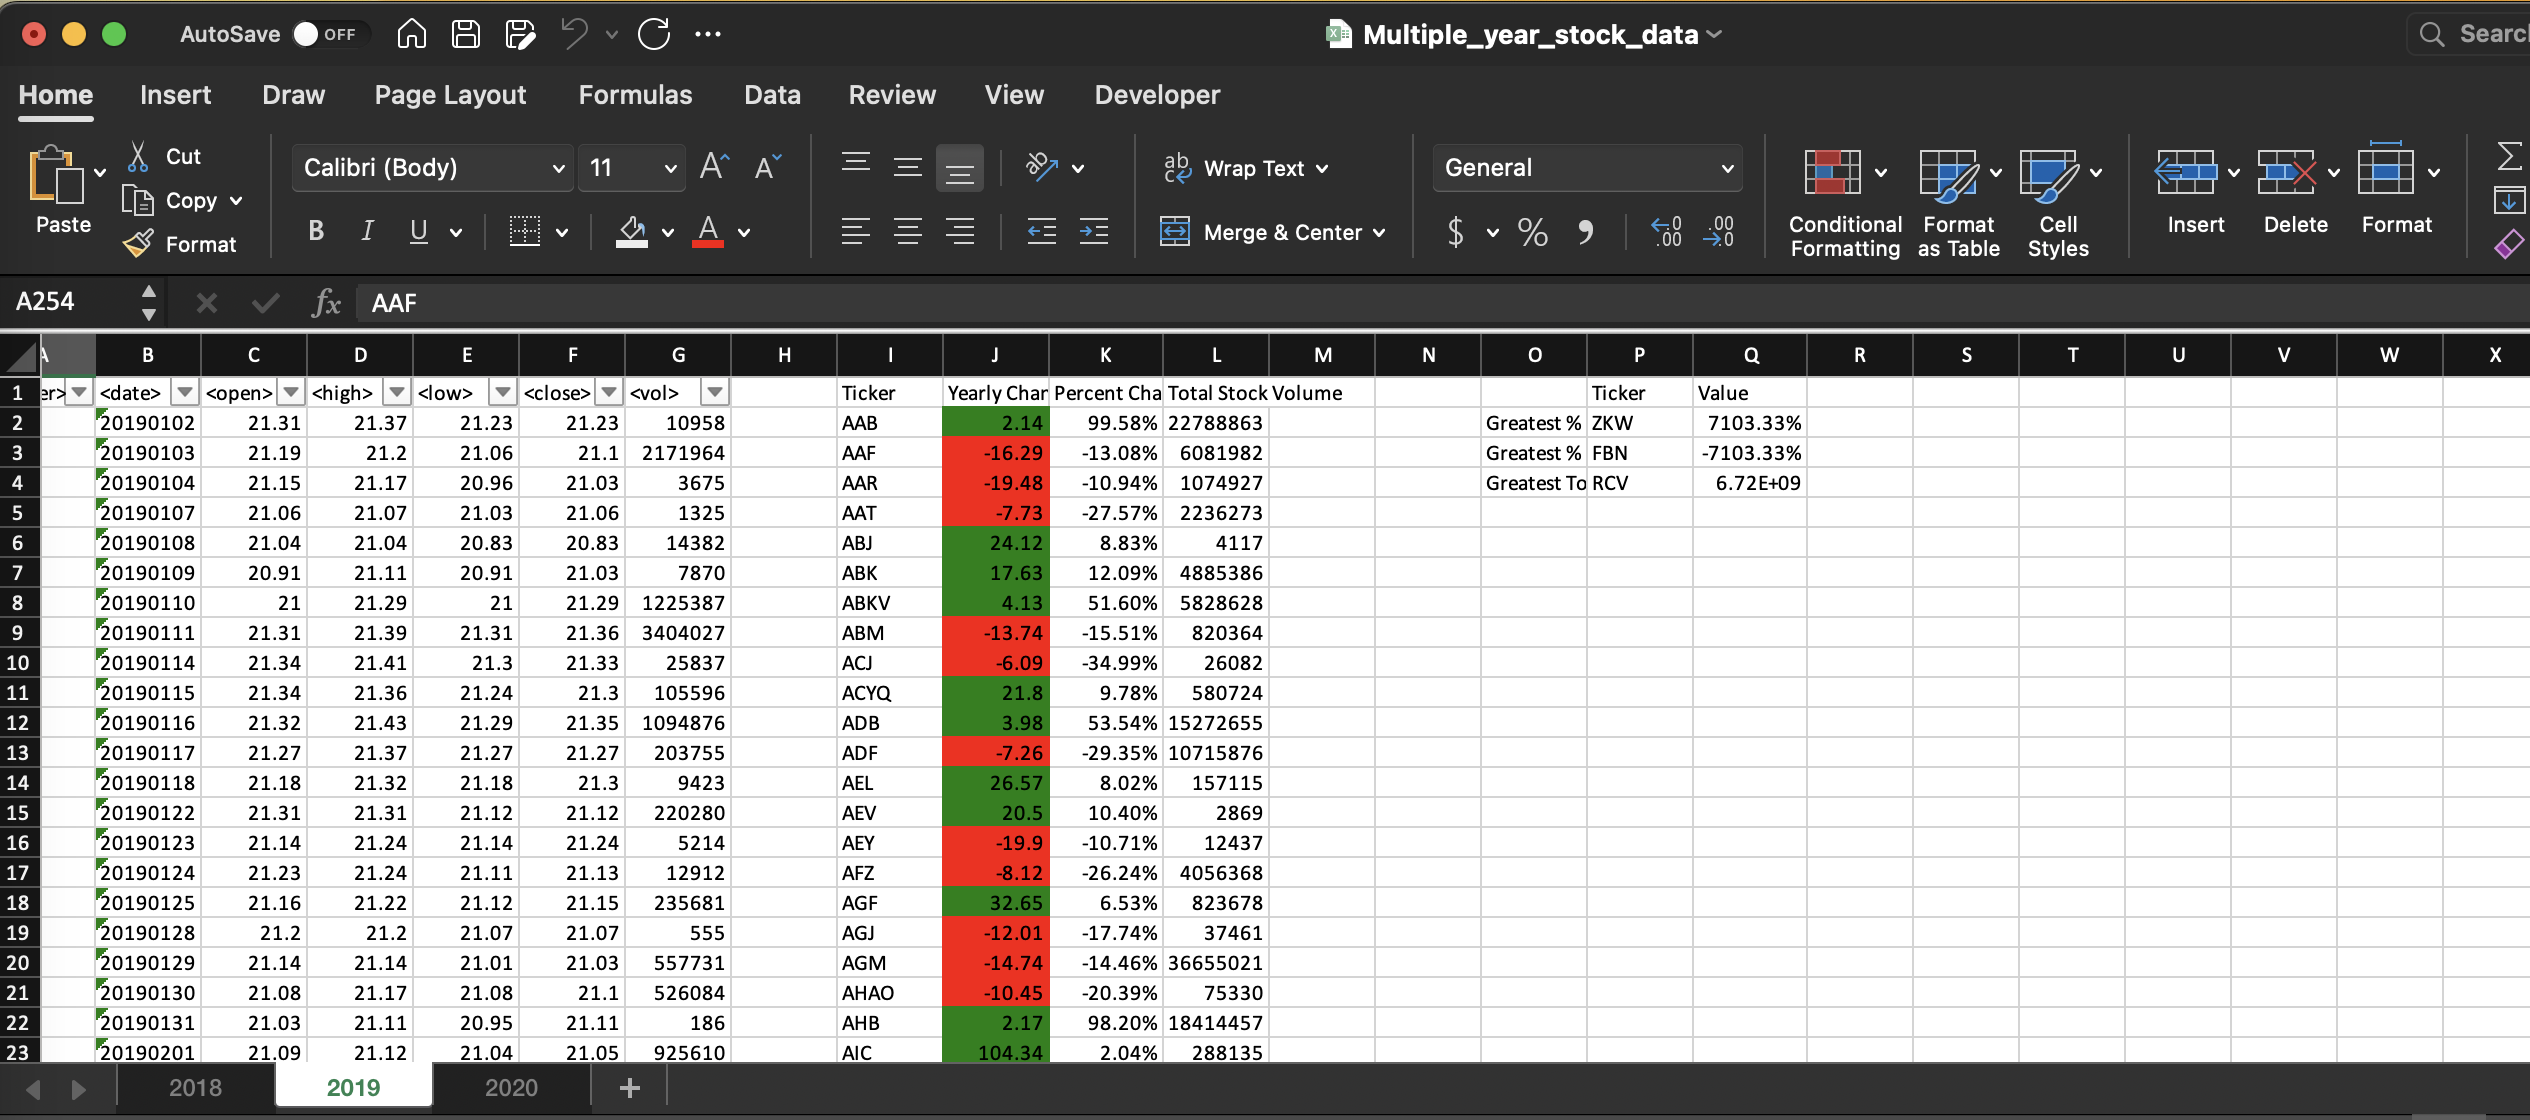 AutoSave OFF Multiple_year_stock_data Searc
Home Insert Draw Page Layout Formulas Data Review View Developer
Paste Cut Copy Format
Calibri (Body) 11 A A
B I U A
ab c Wrap Text
Merge & Center
General
$ % , .0 .00 .00 .0
Conditional Formatting Format as Table Cell Styles Insert Delete Format
A254 fx AAF
A B C D E F G H I J K L M N O P Q R S T U V W X
1 er> <date> <open> <high> <low> <close> <vol> Ticker Yearly Char Percent Cha Total Stock Volume Ticker Value
2 20190102 21.31 21.37 21.23 21.23 10958 AAB 2.14 99.58% 22788863 Greatest % ZKW 7103.33%
3 20190103 21.19 21.2 21.06 21.1 2171964 AAF -16.29 -13.08% 6081982 Greatest % FBN -7103.33%
4 20190104 21.15 21.17 20.96 21.03 3675 AAR -19.48 -10.94% 1074927 Greatest To RCV 6.72E+09
5 20190107 21.06 21.07 21.03 21.06 1325 AAT -7.73 -27.57% 2236273
6 20190108 21.04 21.04 20.83 20.83 14382 ABJ 24.12 8.83% 4117
7 20190109 20.91 21.11 20.91 21.03 7870 ABK 17.63 12.09% 4885386
8 20190110 21 21.29 21 21.29 1225387 ABKV 4.13 51.60% 5828628
9 20190111 21.31 21.39 21.31 21.36 3404027 ABM -13.74 -15.51% 820364
10 20190114 21.34 21.41 21.3 21.33 25837 ACJ -6.09 -34.99% 26082
11 20190115 21.34 21.36 21.24 21.3 105596 ACYQ 21.8 9.78% 580724
12 20190116 21.32 21.43 21.29 21.35 1094876 ADB 3.98 53.54% 15272655
13 20190117 21.27 21.37 21.27 21.27 203755 ADF -7.26 -29.35% 10715876
14 20190118 21.18 21.32 21.18 21.3 9423 AEL 26.57 8.02% 157115
15 20190122 21.31 21.31 21.12 21.12 220280 AEV 20.5 10.40% 2869
16 20190123 21.14 21.24 21.14 21.24 5214 AEY -19.9 -10.71% 12437
17 20190124 21.23 21.24 21.11 21.13 12912 AFZ -8.12 -26.24% 4056368
18 20190125 21.16 21.22 21.12 21.15 235681 AGF 32.65 6.53% 823678
19 20190128 21.2 21.2 21.07 21.07 555 AGJ -12.01 -17.74% 37461
20 20190129 21.14 21.14 21.01 21.03 557731 AGM -14.74 -14.46% 36655021
21 20190130 21.08 21.17 21.08 21.1 526084 AHAO -10.45 -20.39% 75330
22 20190131 21.03 21.11 20.95 21.11 186 AHB 2.17 98.20% 18414457
23 20190201 21.09 21.12 21.04 21.05 925610 AIC 104.34 2.04% 288135
2018 2019 2020 +